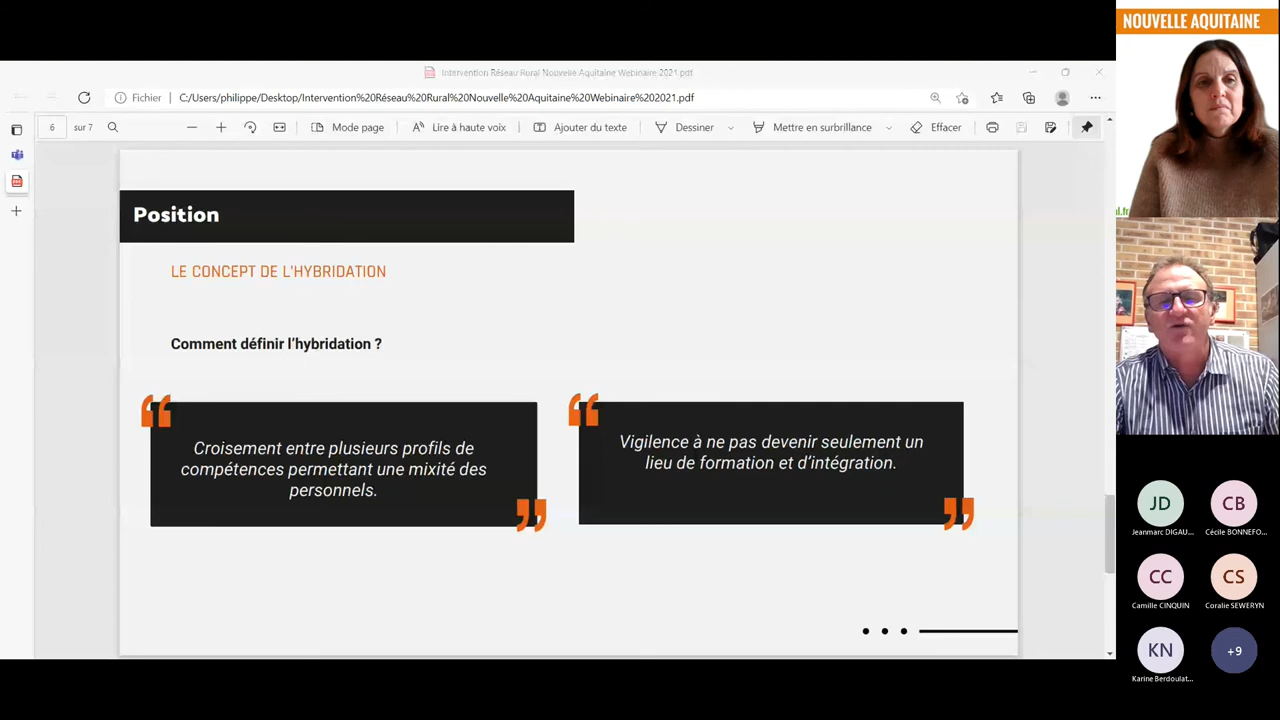 NOUVELLE AQUITAINE
Intervention Réseau Rural Nouvelle Aquitaine Webinaire 2021.pdf
Fichier
C:/Users/philippe/Desktop/Intervention%20Réseau%20Rural%20Nouvelle%20Aquitaine%20Webinaire%202021.pdf
6 sur 7
Mode page
Lire à haute voix
Ajouter du texte
Dessiner
Mettre en surbrillance
Effacer
Position
LE CONCEPT DE L'HYBRIDATION
Comment définir l'hybridation ?
Croisement entre plusieurs profils de
compétences permettant une mixité des
personnels.
Vigilence à ne pas devenir seulement un
lieu de formation et d'intégration.
JD
Jeanmarc DIGAU...
CB
Cécile BONNEFO...
CC
Camille CINQUIN
CS
Coralie SEWERYN
KN
Karine Berdoulat...
+9